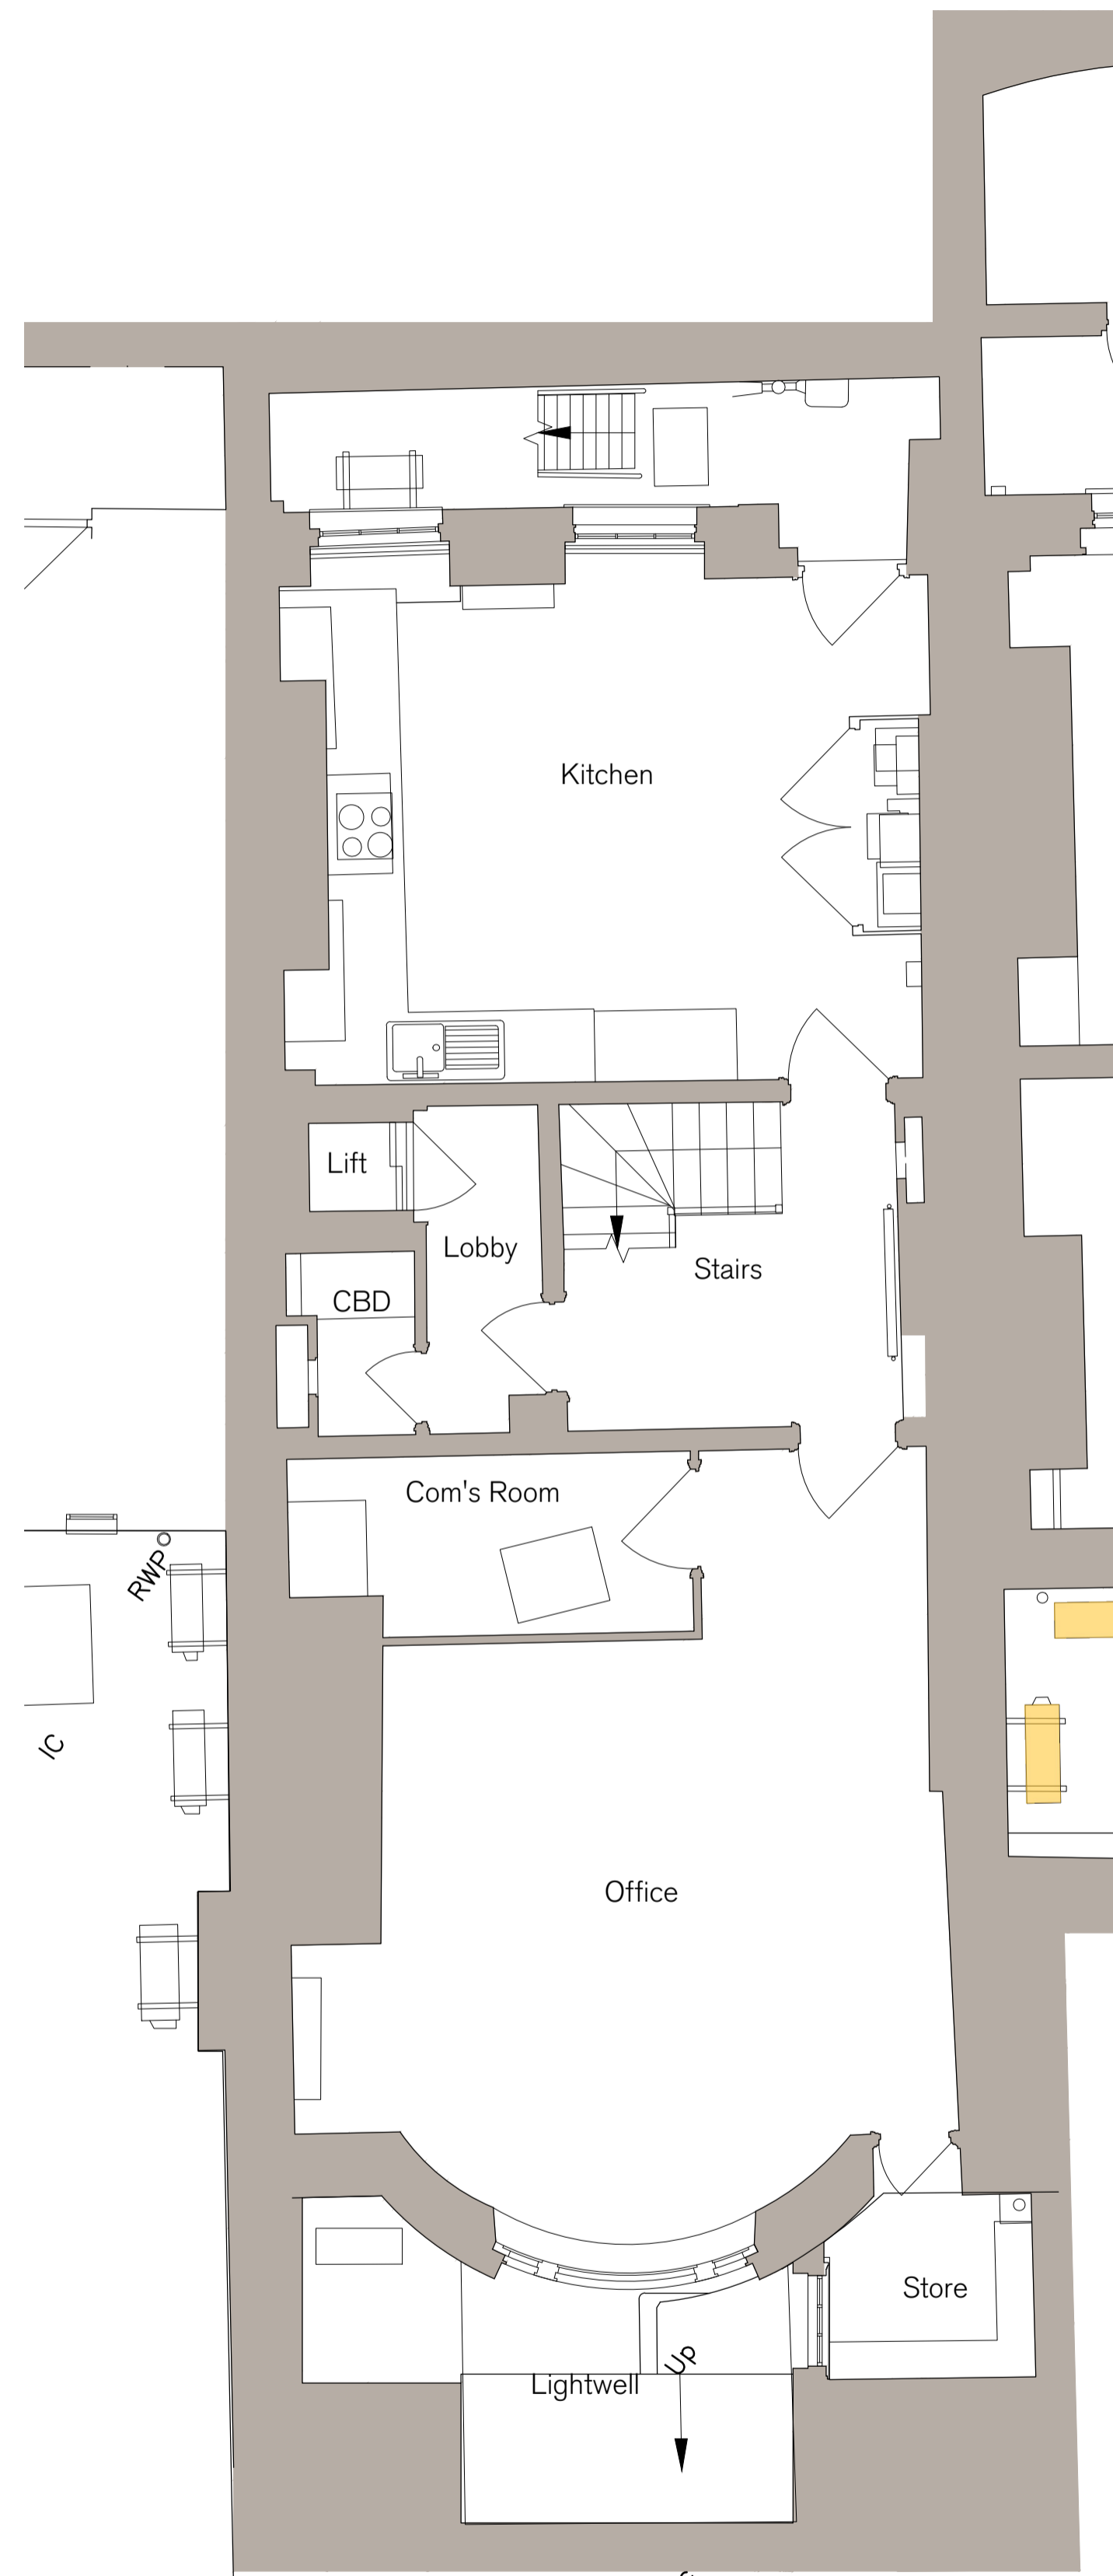 Kitchen
Lift
Lobby
Stairs
CBD
Com's Room
RWP
IC
Office
Store
Up
Lightwell